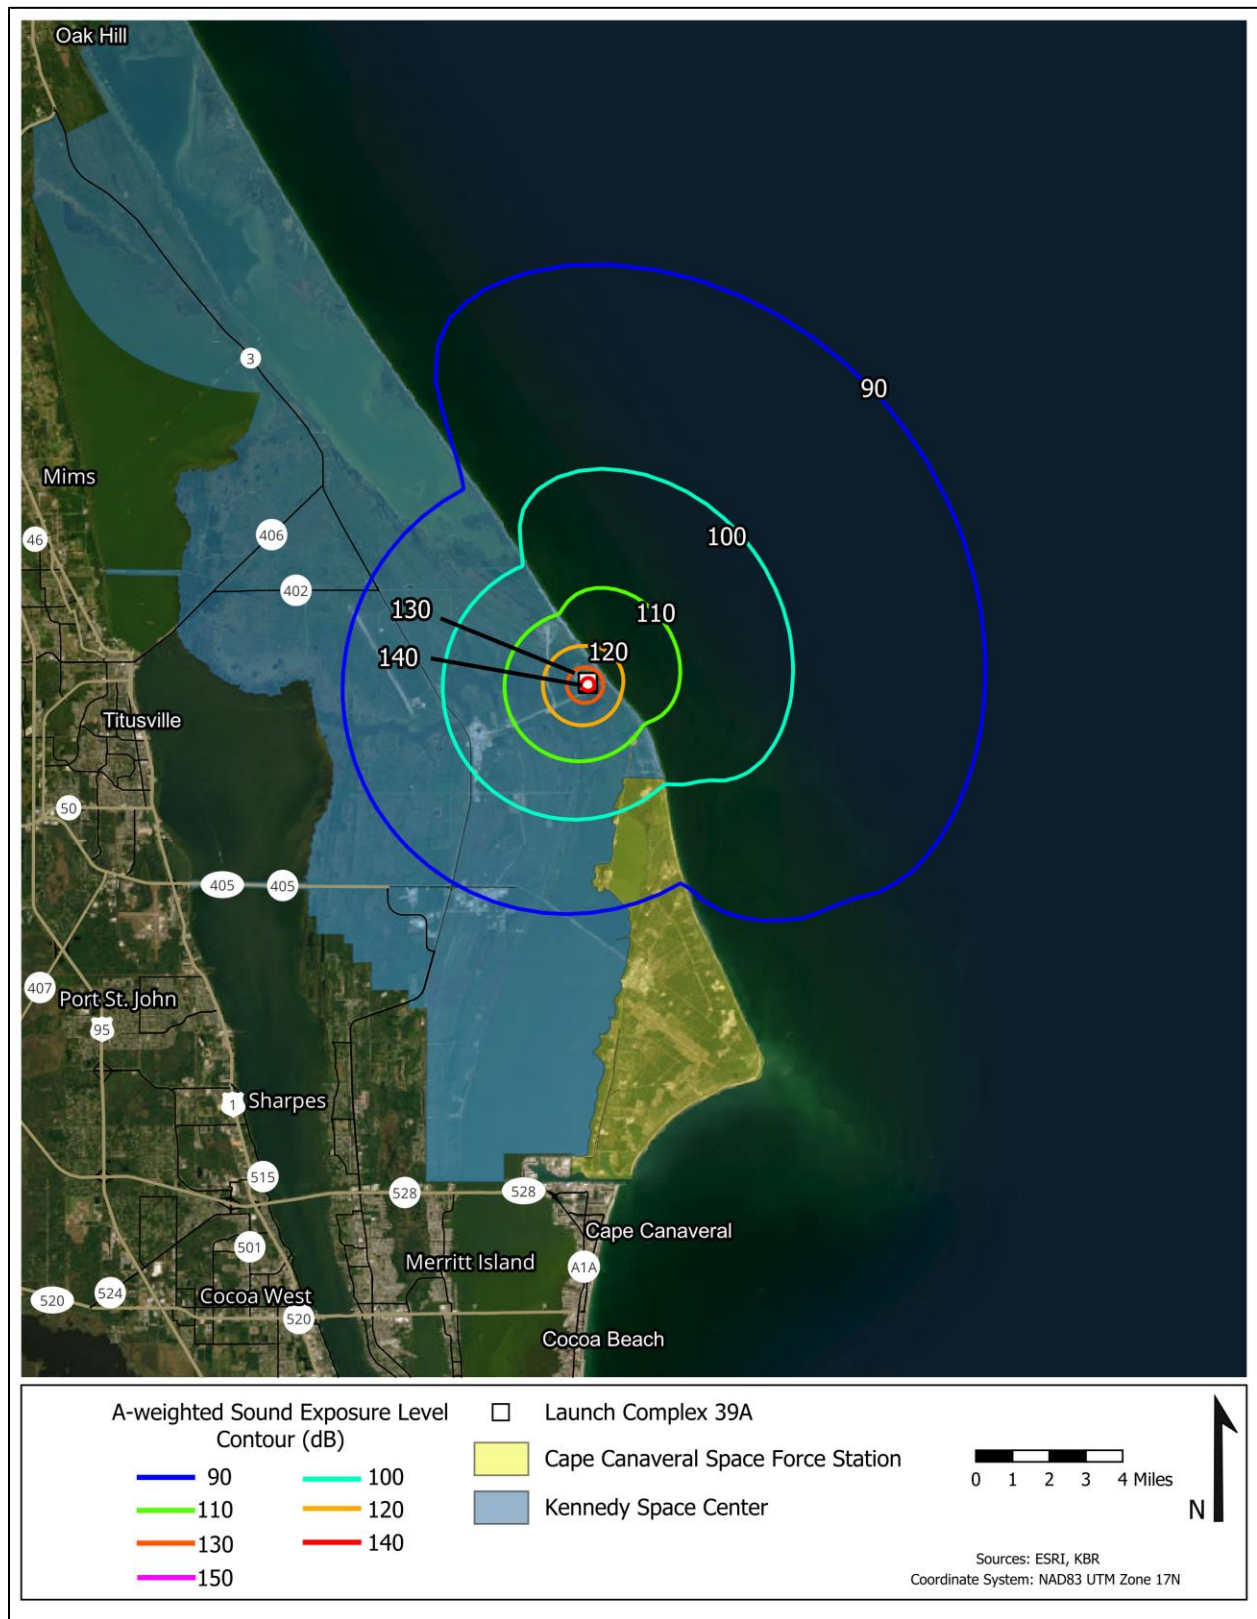 Oak Hill
3
90
Mims
46
406
100
402
130
110
140
120
Titusville
50
405
405
407
Port St. John
95
1
Sharpes
515
528
528
Cape Canaveral
501
Merritt Island
A1A
524
520
Cocoa West
520
Cocoa Beach
A-weighted Sound Exposure Level
Contour (dB)
90
100
110
120
130
140
150
Launch Complex 39A
Cape Canaveral Space Force Station
Kennedy Space Center
0 1 2 3 4 Miles
N
Sources: ESRI, KBR
Coordinate System: NAD83 UTM Zone 17N